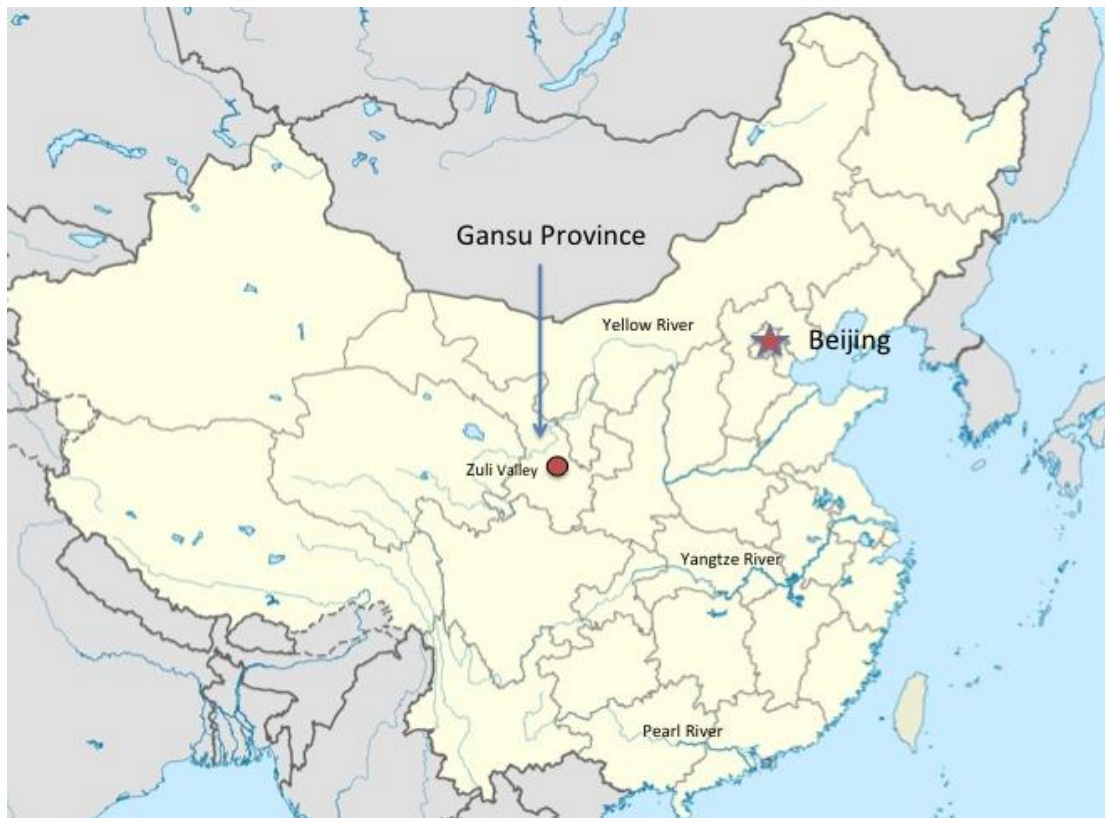 Gansu Province
Yellow River
Beijing
Zuli Valley
Yangtze River
Pearl River